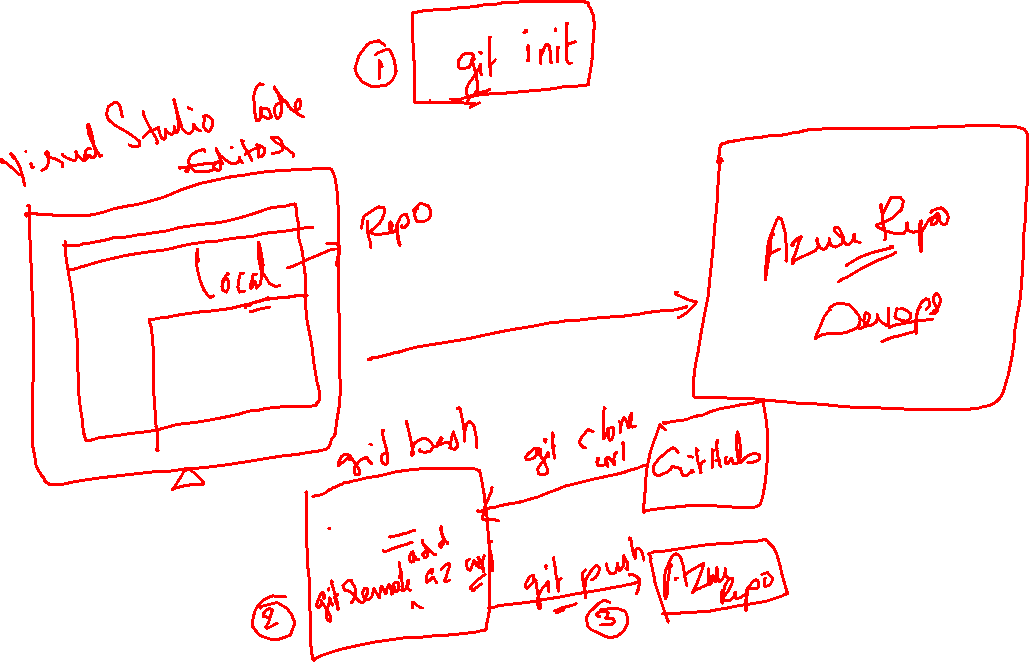 1
git init
Visual Studio Code
Editor
Repo
Local
Azure Repo
Devops
git bash
git clone
url
GitHub
add
git remote az url
2
git push
3
Azure
Repo